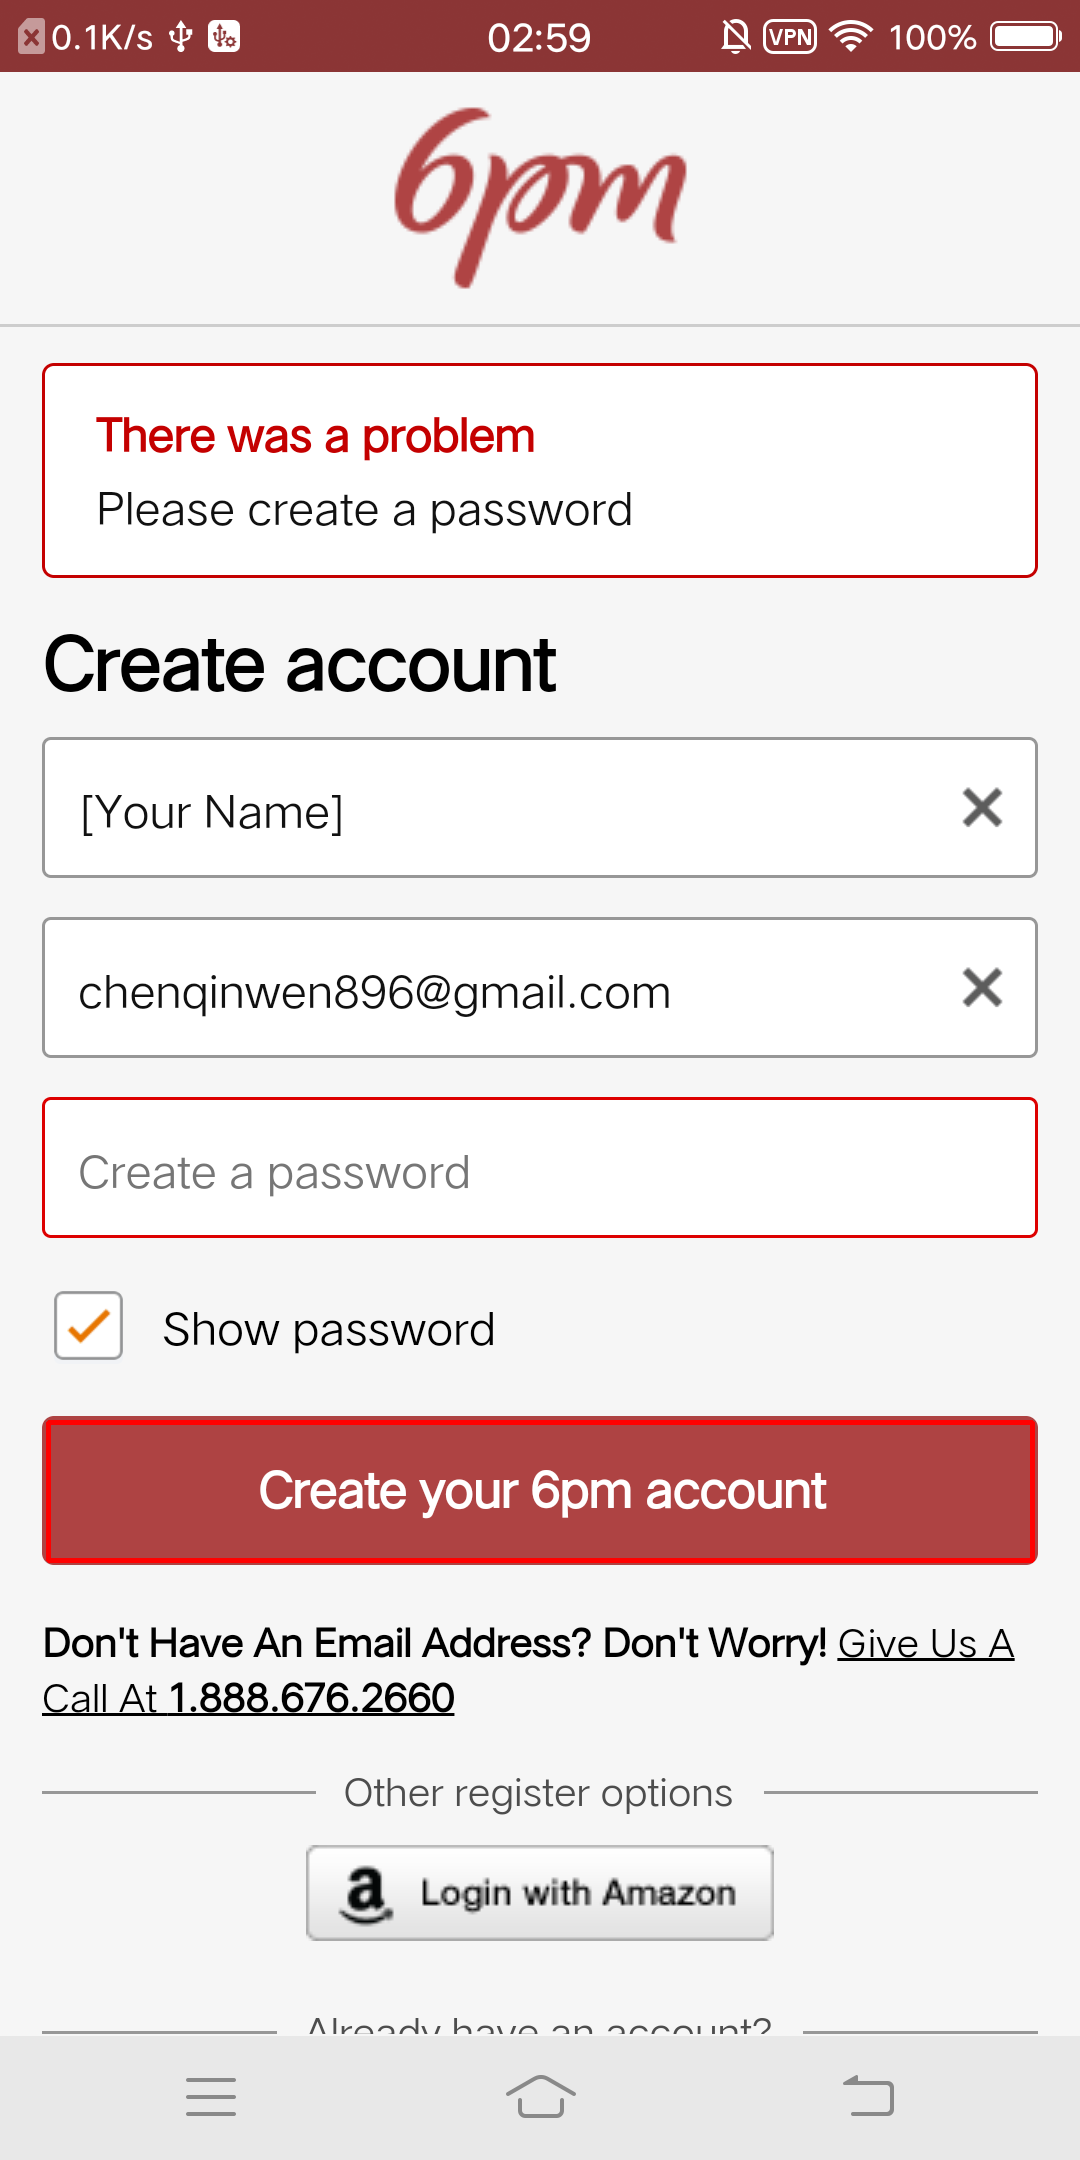 0.1K/s 02:59 VPN 100%
6pm
There was a problem
Please create a password
Create account
[Your Name]
chenqinwen896@gmail.com
Create a password
Show password
Create your 6pm account
Don't Have An Email Address? Don't Worry! Give Us A
Call At 1.888.676.2660
Other register options
a Login with Amazon
Already have an account?